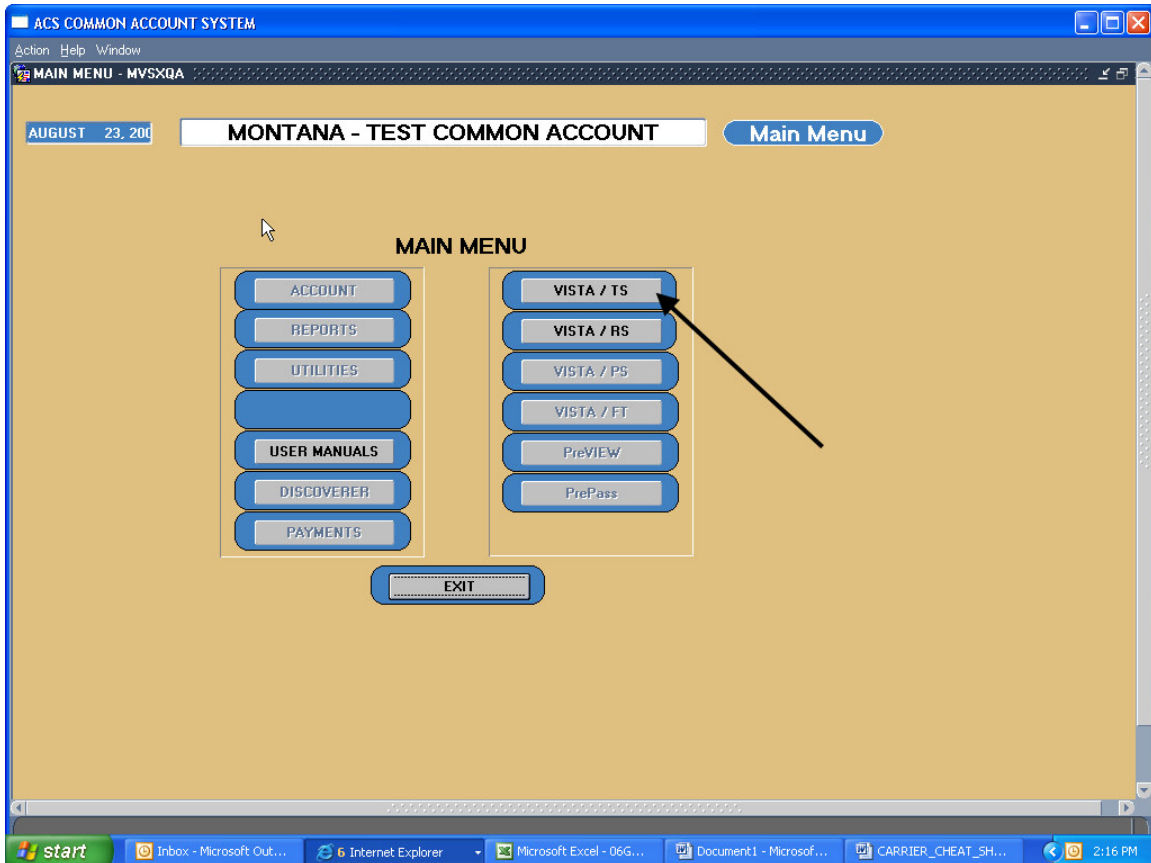 ACS COMMON ACCOUNT SYSTEM
Action Help Window
MAIN MENU - MVSXQA
AUGUST 23, 200
MONTANA - TEST COMMON ACCOUNT
Main Menu
MAIN MENU
ACCOUNT
REPORTS
UTILITIES
USER MANUALS
DISCOVERER
PAYMENTS
VISTA / TS
VISTA / RS
VISTA / PS
VISTA / FT
PreVIEW
PrePass
EXIT
start
Inbox - Microsoft Out...
6 Internet Explorer
Microsoft Excel - 06G...
Document1 - Microsof...
CARRIER_CHEAT_SH...
2:16 PM